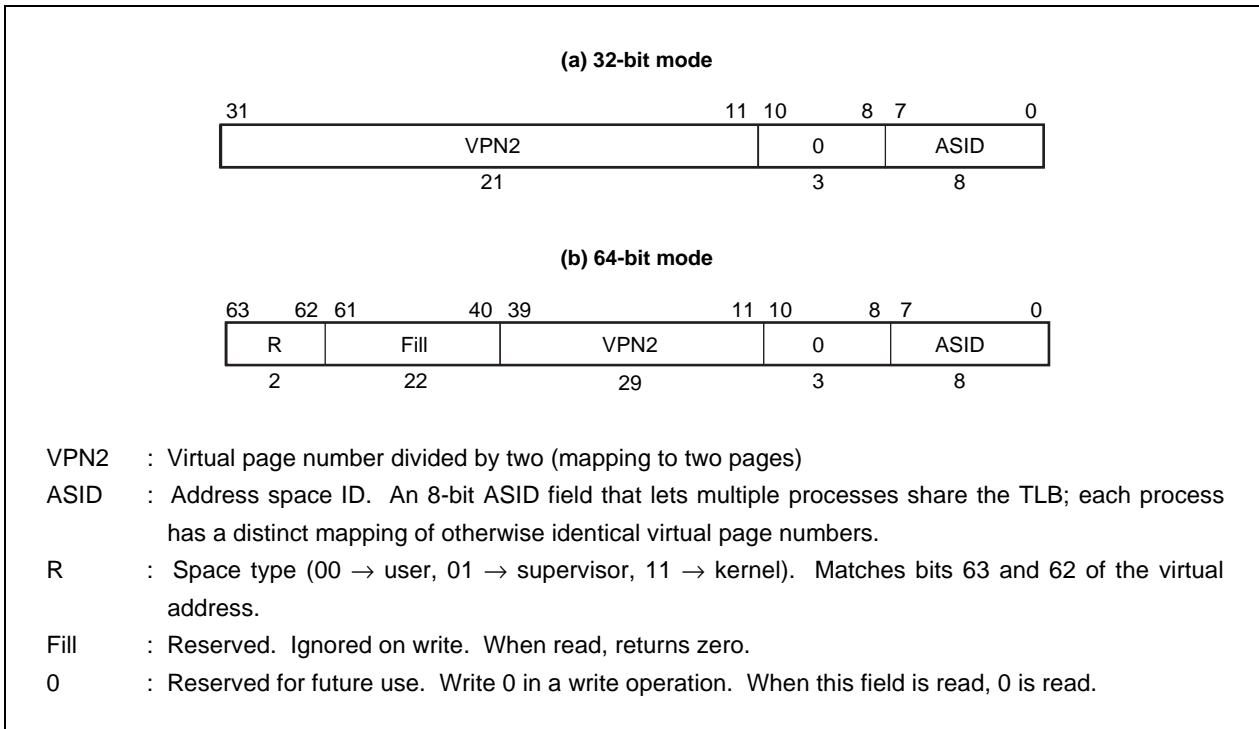 (a) 32-bit mode
31 11 10 8 7 0
VPN2 0 ASID
21 3 8
(b) 64-bit mode
63 62 61 40 39 11 10 8 7 0
R Fill VPN2 0 ASID
2 22 29 3 8
VPN2 : Virtual page number divided by two (mapping to two pages)
ASID : Address space ID. An 8-bit ASID field that lets multiple processes share the TLB; each process
has a distinct mapping of otherwise identical virtual page numbers.
R : Space type (00 → user, 01 → supervisor, 11 → kernel). Matches bits 63 and 62 of the virtual
address.
Fill : Reserved. Ignored on write. When read, returns zero.
0 : Reserved for future use. Write 0 in a write operation. When this field is read, 0 is read.